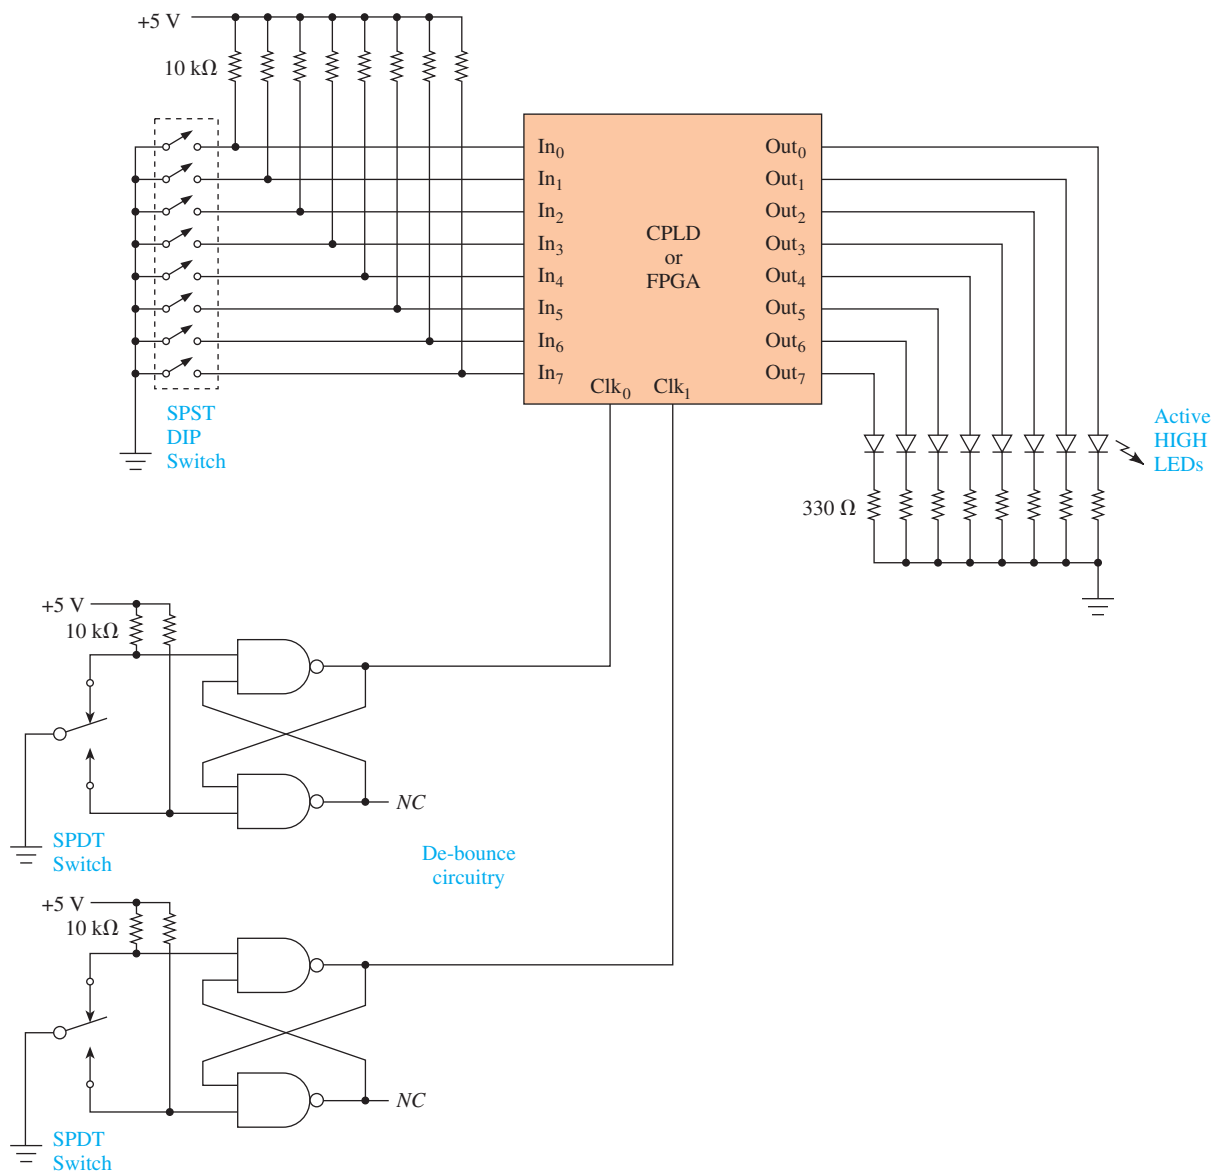 +5 V
10 kΩ
In0
In1
In2
In3
In4
In5
In6
In7
CPLD
or
FPGA
Out0
Out1
Out2
Out3
Out4
Out5
Out6
Out7
Clk0 Clk1
SPST
DIP
Switch
Active
HIGH
LEDs
330 Ω
+5 V
10 kΩ
NC
SPDT
Switch
De-bounce
circuitry
+5 V
10 kΩ
NC
SPDT
Switch